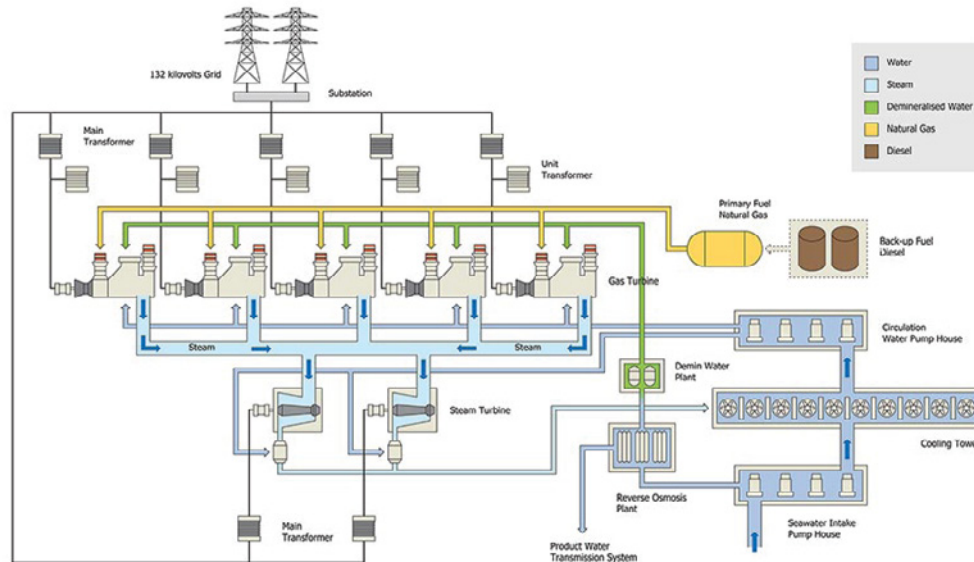 132 kilovolts Grid
Substation
Main
Transformer
Unit
Transformer
Water
Steam
Demineralised Water
Natural Gas
Diesel
Primary Fuel
Natural Gas
Back-up Fuel
Diesel
Gas Turbine
Steam
Steam
Circulation
Water Pump House
Demin Water
Plant
Steam Turbine
Cooling Towe
Reverse Osmosis
Plant
Main
Transformer
Seawater Intake
Pump House
Product Water
Transmission System